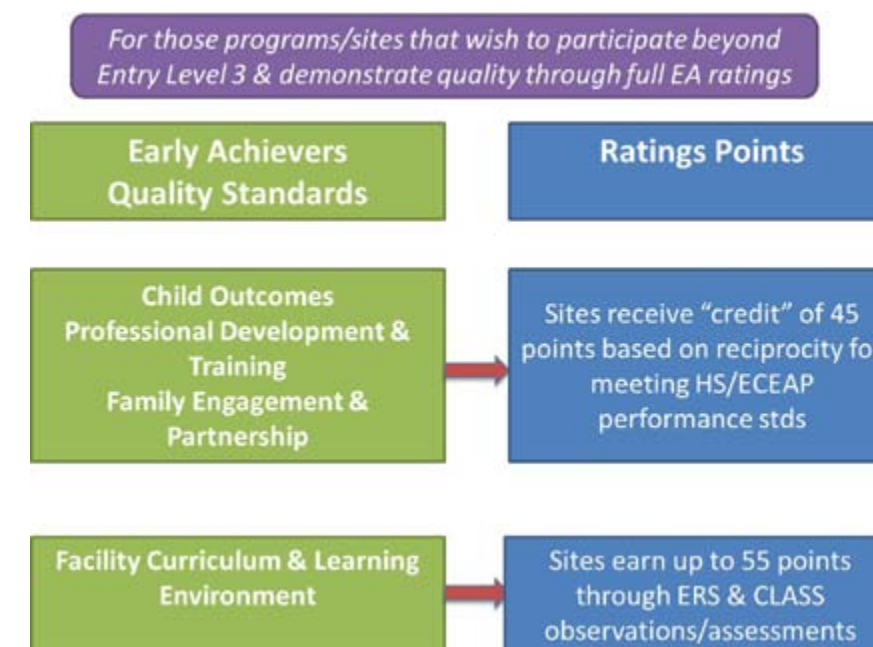 For those programs/sites that wish to participate beyond
Entry Level 3 & demonstrate quality through full EA ratings
Early Achievers
Quality Standards
Ratings Points
Child Outcomes
Professional Development &
Training
Family Engagement &
Partnership
Sites receive “credit” of 45
points based on reciprocity fo
meeting HS/ECEAP
performance stds
Facility Curriculum & Learning
Environment
Sites earn up to 55 points
through ERS & CLASS
observations/assessments